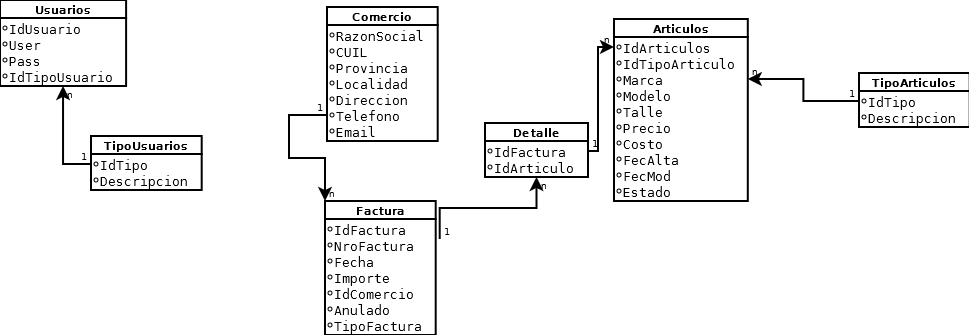 Usuarios
IdUsuario
User
Pass
IdTipoUsuario
n
1
TipoUsuarios
IdTipo
Descripcion
Comercio
RazonSocial
CUIL
Provincia
Localidad
Direccion
Telefono
Email
1
n
Factura
IdFactura
NroFactura
Fecha
Importe
IdComercio
Anulado
TipoFactura
1
n
Detalle
IdFactura
IdArticulo
1
n
Articulos
IdArticulos
IdTipoArticulo
Marca
Modelo
Talle
Precio
Costo
FecAlta
FecMod
Estado
n
1
TipoArticulos
IdTipo
Descripcion